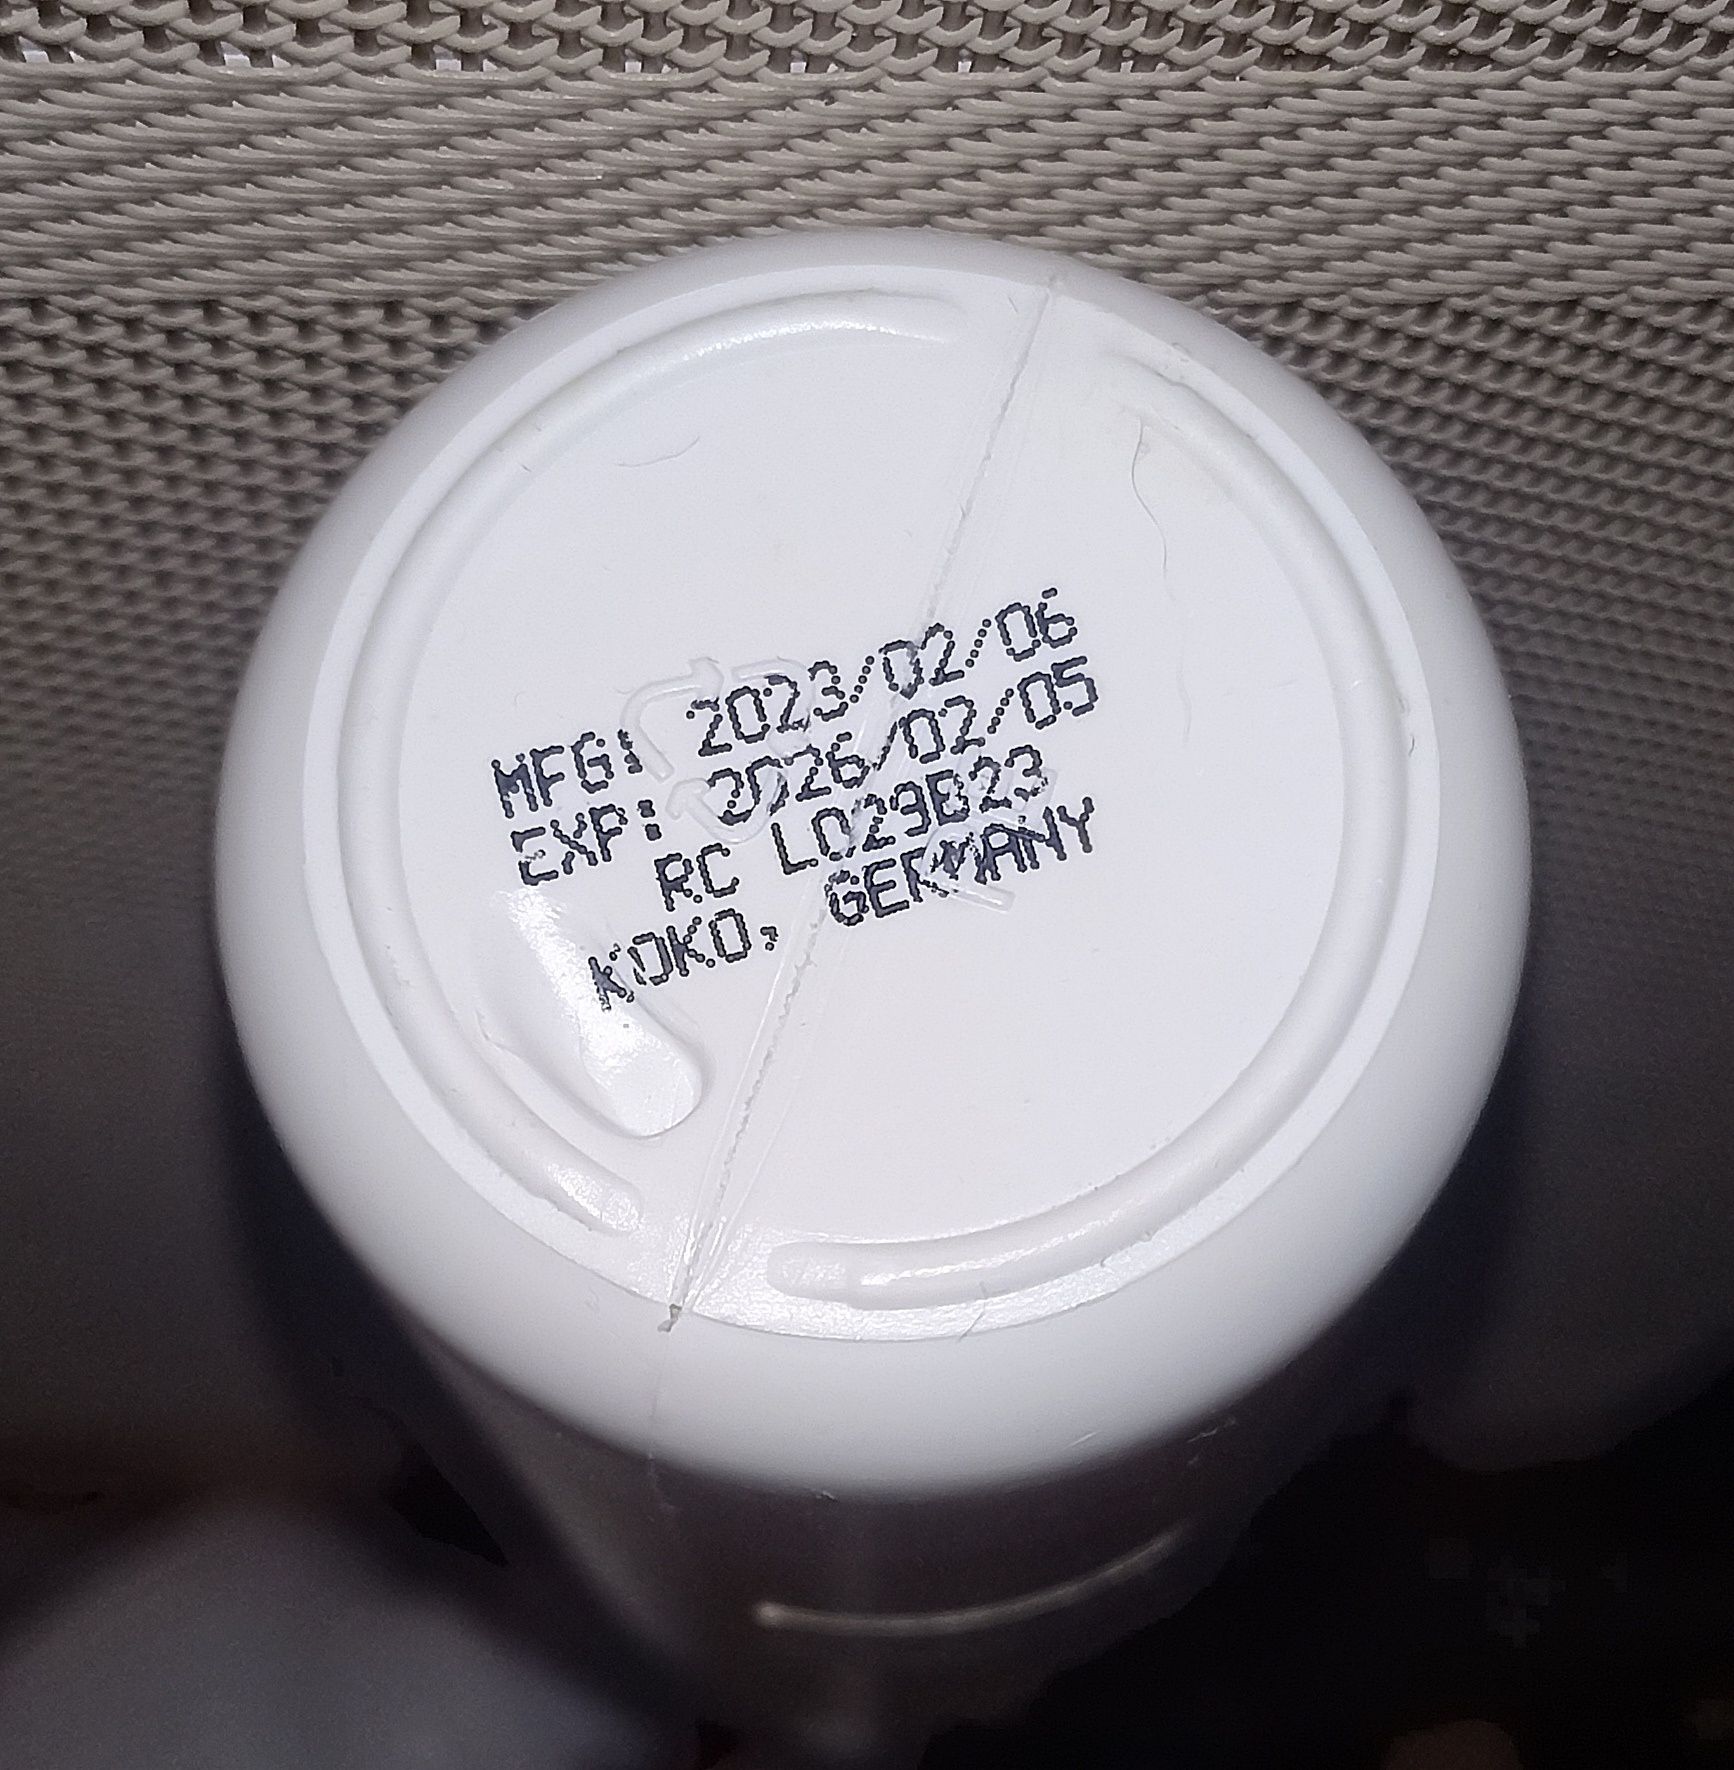 MFG: 2023/02/06
EXP: 2026/02/05
RC L029B23
KOKO, GERMANY